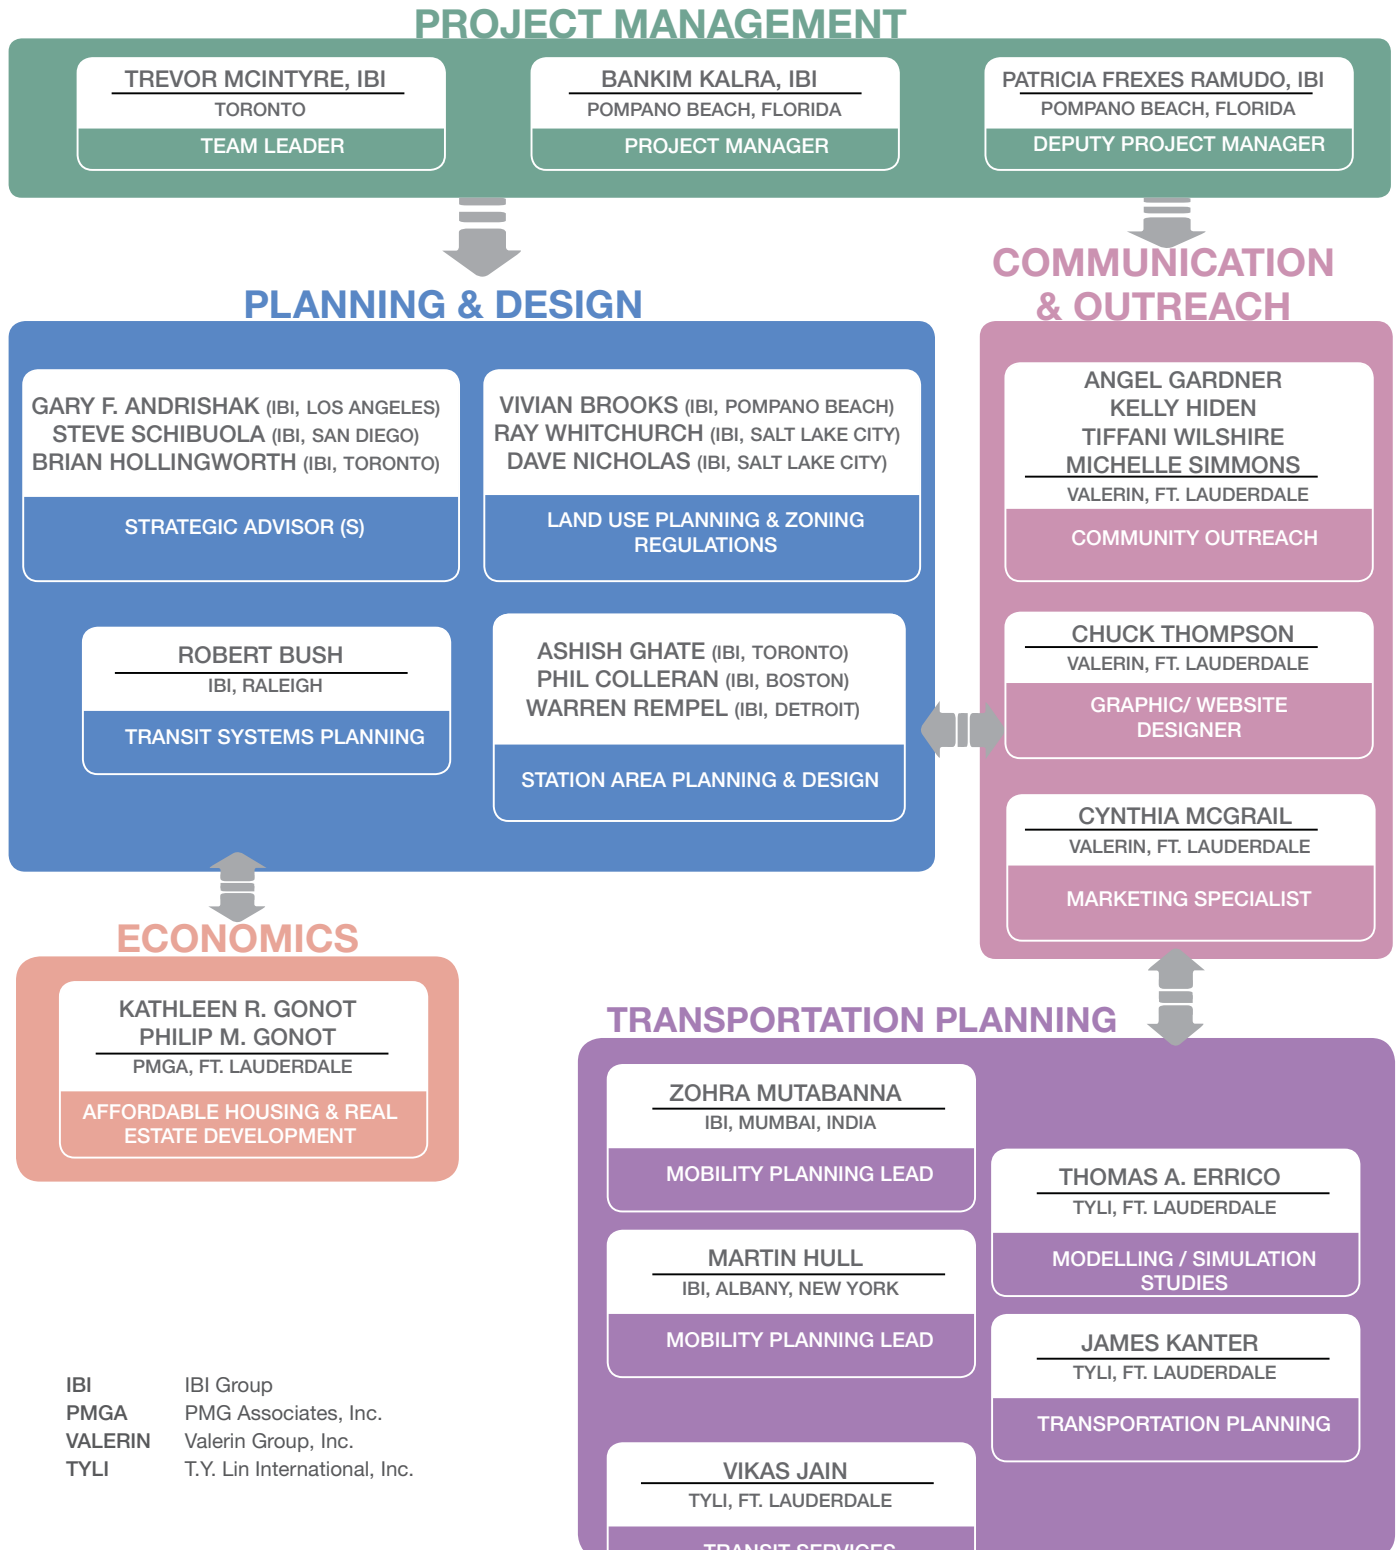 PROJECT MANAGEMENT
TREVOR MCINTYRE, IBI
TORONTO
TEAM LEADER
BANKIM KALRA, IBI
POMPANO BEACH, FLORIDA
PROJECT MANAGER
PATRICIA FREXES RAMUDO, IBI
POMPANO BEACH, FLORIDA
DEPUTY PROJECT MANAGER
PLANNING & DESIGN
GARY F. ANDRISHAK (IBI, LOS ANGELES)
STEVE SCHIBUOLA (IBI, SAN DIEGO)
BRIAN HOLLINGWORTH (IBI, TORONTO)
STRATEGIC ADVISOR (S)
VIVIAN BROOKS (IBI, POMPANO BEACH)
RAY WHITCHURCH (IBI, SALT LAKE CITY)
DAVE NICHOLAS (IBI, SALT LAKE CITY)
LAND USE PLANNING & ZONING
REGULATIONS
ROBERT BUSH
IBI, RALEIGH
TRANSIT SYSTEMS PLANNING
ASHISH GHATE (IBI, TORONTO)
PHIL COLLERAN (IBI, BOSTON)
WARREN REMPEL (IBI, DETROIT)
STATION AREA PLANNING & DESIGN
COMMUNICATION
& OUTREACH
ANGEL GARDNER
KELLY HIDEN
TIFFANI WILSHIRE
MICHELLE SIMMONS
VALERIN, FT. LAUDERDALE
COMMUNITY OUTREACH
CHUCK THOMPSON
VALERIN, FT. LAUDERDALE
GRAPHIC/ WEBSITE
DESIGNER
CYNTHIA MCGRAIL
VALERIN, FT. LAUDERDALE
MARKETING SPECIALIST
ECONOMICS
KATHLEEN R. GONOT
PHILIP M. GONOT
PMGA, FT. LAUDERDALE
AFFORDABLE HOUSING & REAL
ESTATE DEVELOPMENT
TRANSPORTATION PLANNING
ZOHRA MUTABANNA
IBI, MUMBAI, INDIA
MOBILITY PLANNING LEAD
MARTIN HULL
IBI, ALBANY, NEW YORK
MOBILITY PLANNING LEAD
VIKAS JAIN
TYLI, FT. LAUDERDALE
TRANSIT SERVICES
THOMAS A. ERRICO
TYLI, FT. LAUDERDALE
MODELLING / SIMULATION
STUDIES
JAMES KANTER
TYLI, FT. LAUDERDALE
TRANSPORTATION PLANNING
IBI IBI Group
PMGA PMG Associates, Inc.
VALERIN Valerin Group, Inc.
TYLI T.Y. Lin International, Inc.